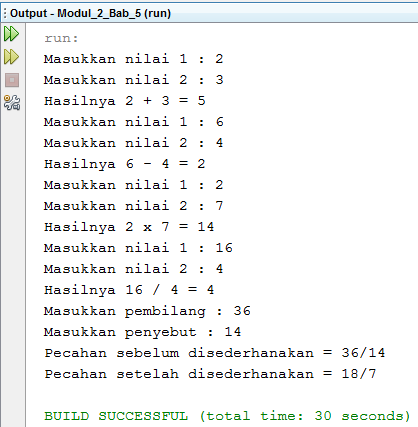 Output - Modul_2_Bab_5 (run)
run:
Masukkan nilai 1 : 2
Masukkan nilai 2 : 3
Hasilnya 2 + 3 = 5
Masukkan nilai 1 : 6
Masukkan nilai 2 : 4
Hasilnya 6 - 4 = 2
Masukkan nilai 1 : 2
Masukkan nilai 2 : 7
Hasilnya 2 x 7 = 14
Masukkan nilai 1 : 16
Masukkan nilai 2 : 4
Hasilnya 16 / 4 = 4
Masukkan pembilang : 36
Masukkan penyebut : 14
Pecahan sebelum disederhanakan = 36/14
Pecahan setelah disederhanakan = 18/7
BUILD SUCCESSFUL (total time: 30 seconds)